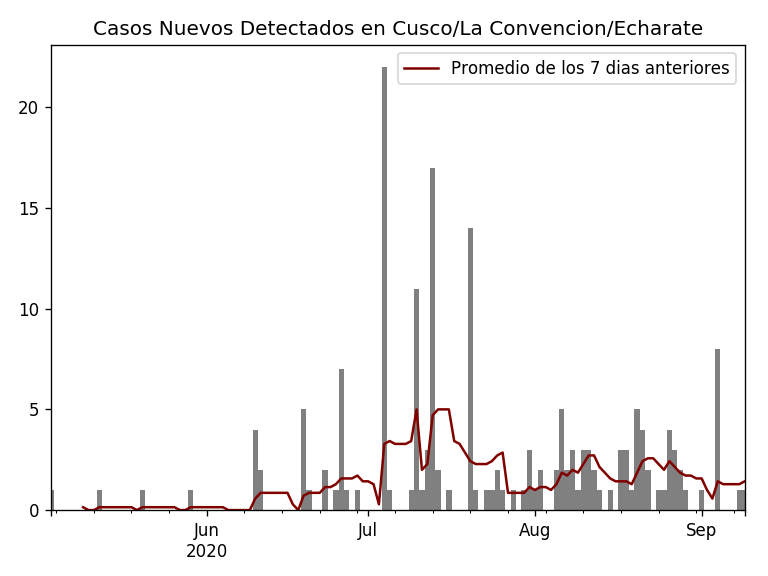 Casos Nuevos Detectados en Cusco/La Convencion/Echarate
Promedio de los 7 dias anteriores
20
15
10
5
0
Jun Jul Aug Sep
2020